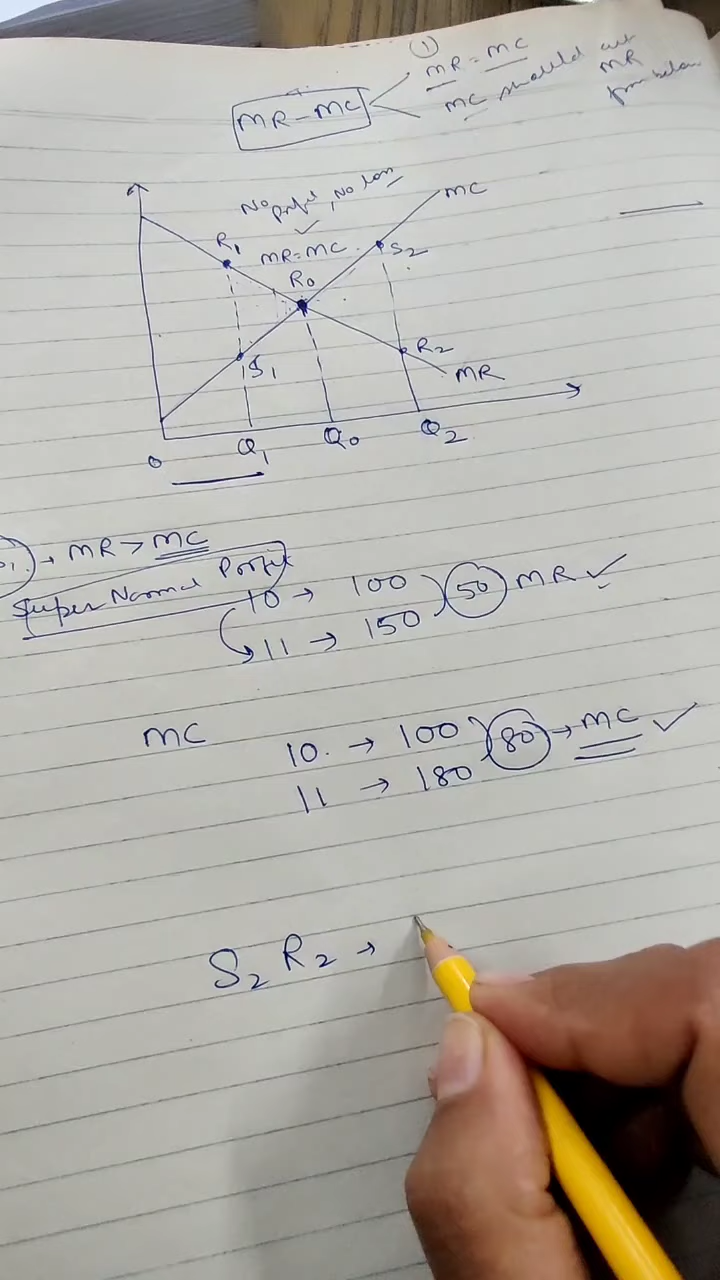 ①
MR = MC
MR - MC
MC should cut
MR
from below
No profit, No loss
MC
R₁
MR=MC
S₂
R₀
R₂
S₁
MR
0 Q₁ Q₀ Q₂
→ MR > MC
Super Normal Profit
10 → 100
50 MR ✓
11 → 150
MC
10. → 100
80 → MC ✓
11 → 180
S₂ R₂ →